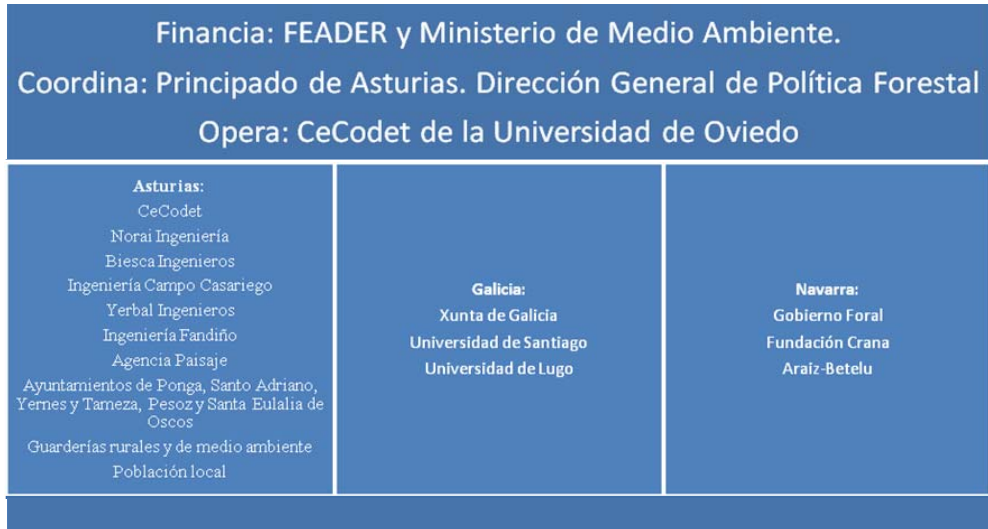 Financia: FEADER y Ministerio de Medio Ambiente.
Coordina: Principado de Asturias. Dirección General de Política Forestal
Opera: CeCodet de la Universidad de Oviedo
Asturias:
CeCodet
Norai Ingeniería
Biesca Ingenieros
Ingeniería Campo Casariego
Yerbal Ingenieros
Ingeniería Fandiño
Agencia Paisaje
Ayuntamientos de Ponga, Santo Adriano,
Yernes y Tameza, Pesoz y Santa Eulalia de
Oscos
Guarderías rurales y de medio ambiente
Población local
Galicia:
Xunta de Galicia
Universidad de Santiago
Universidad de Lugo
Navarra:
Gobierno Foral
Fundación Crana
Araiz-Betelu